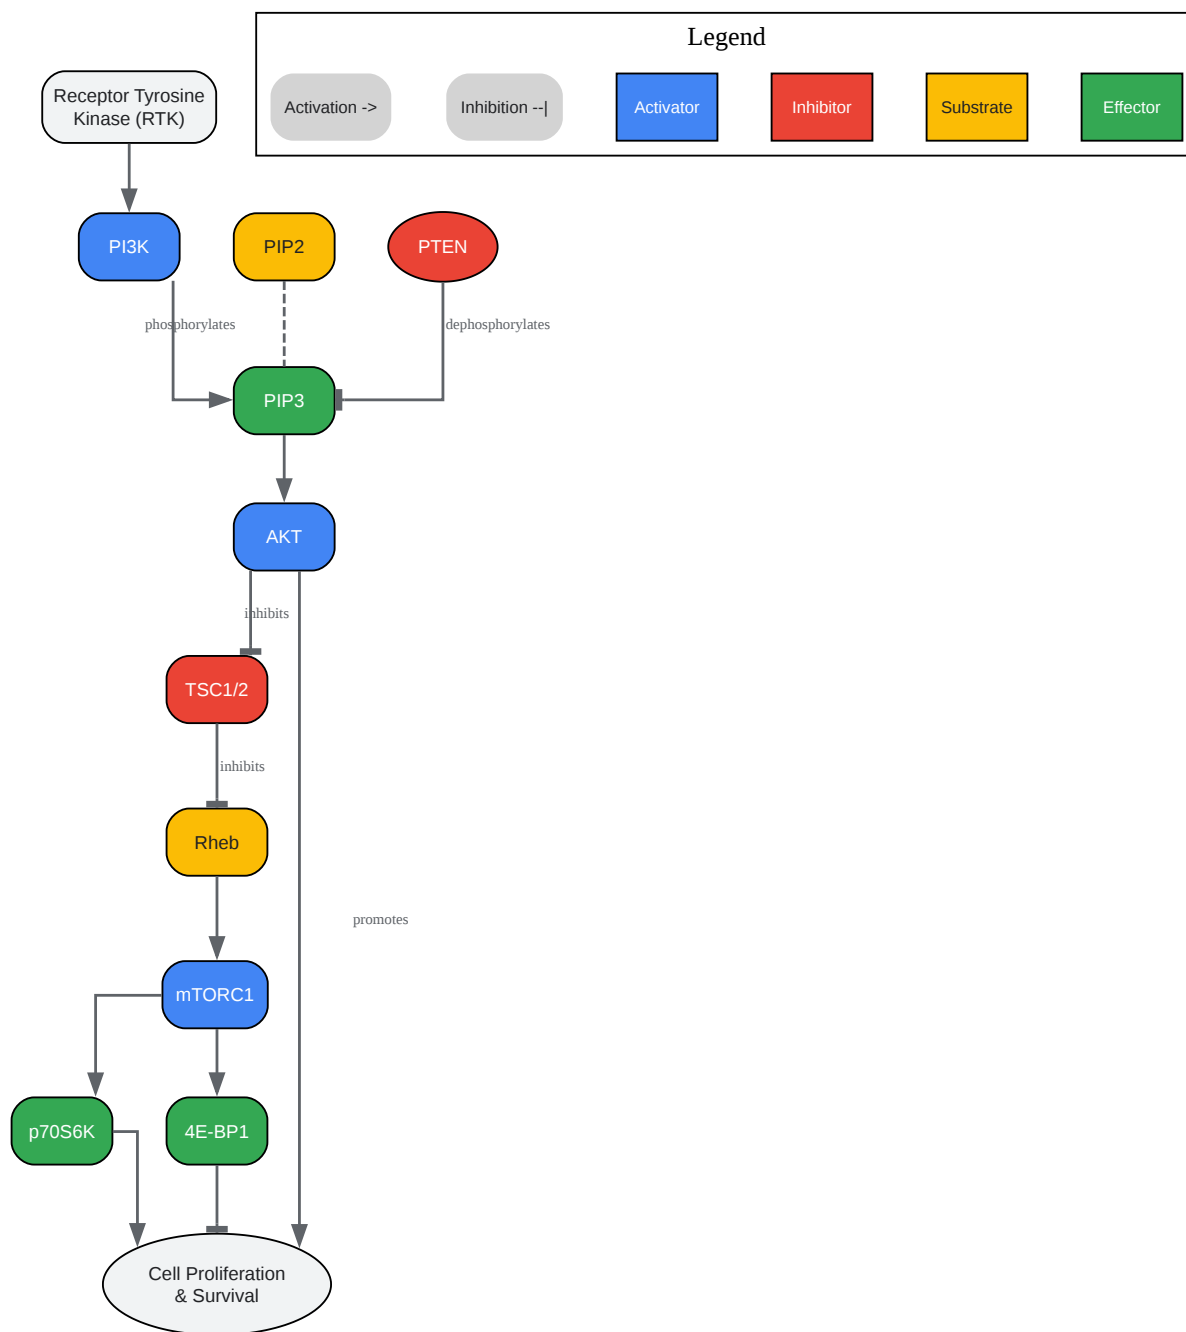 Legend
Activation ->
Inhibition --|
Activator
Inhibitor
Substrate
Effector
Receptor Tyrosine
Kinase (RTK)
PI3K
PIP2
PTEN
phosphorylates
dephosphorylates
PIP3
AKT
inhibits
TSC1/2
inhibits
Rheb
promotes
mTORC1
p70S6K
4E-BP1
Cell Proliferation
& Survival